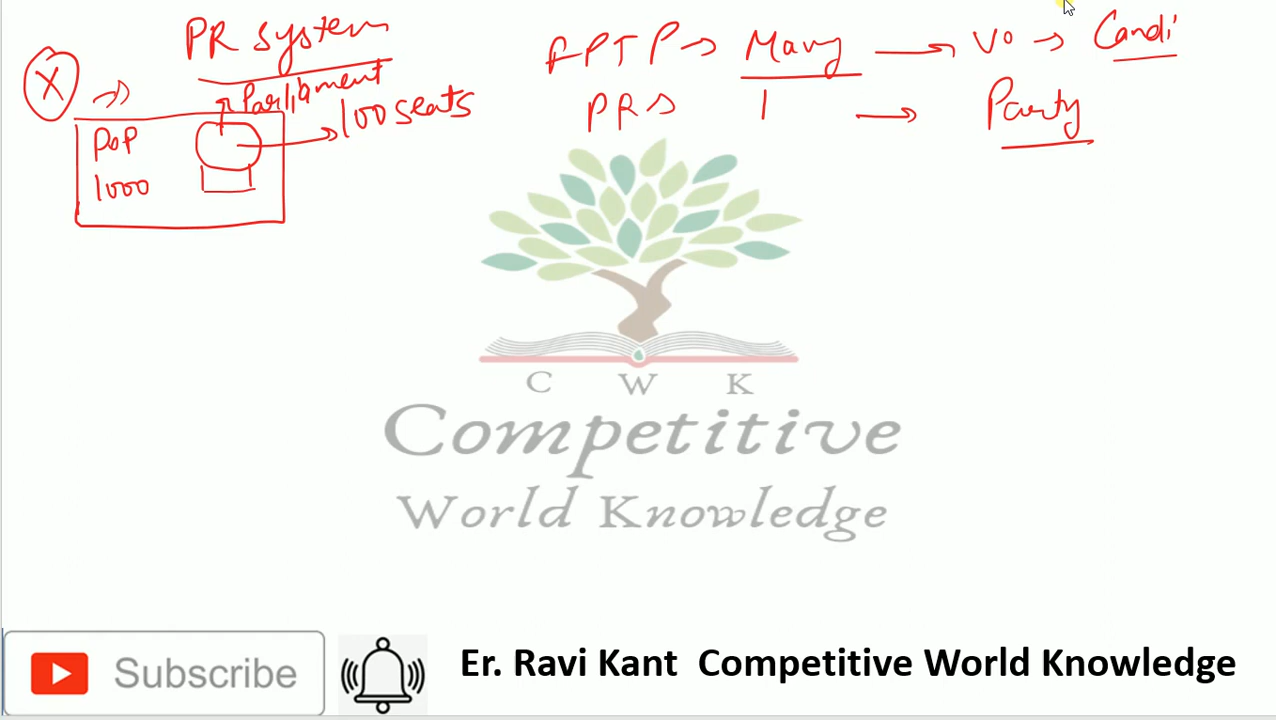 PR system
FPTP → Many → Vo → Candi
X → Parliament
PR → 1 → Party
100 seats
POP
1000
C W K
Competitive
World Knowledge
Subscribe
Er. Ravi Kant Competitive World Knowledge